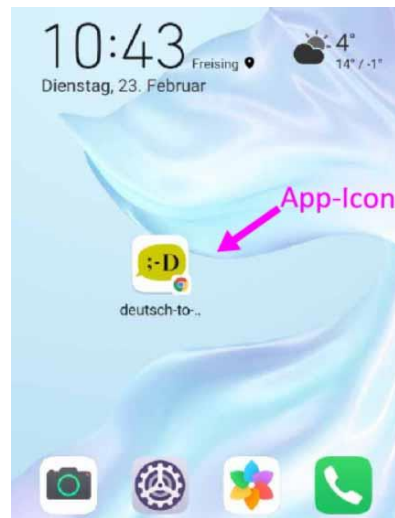 10:43
Freising
4°
14° / -1°
Dienstag, 23. Februar
App-Icon
;-D
deutsch-to-..